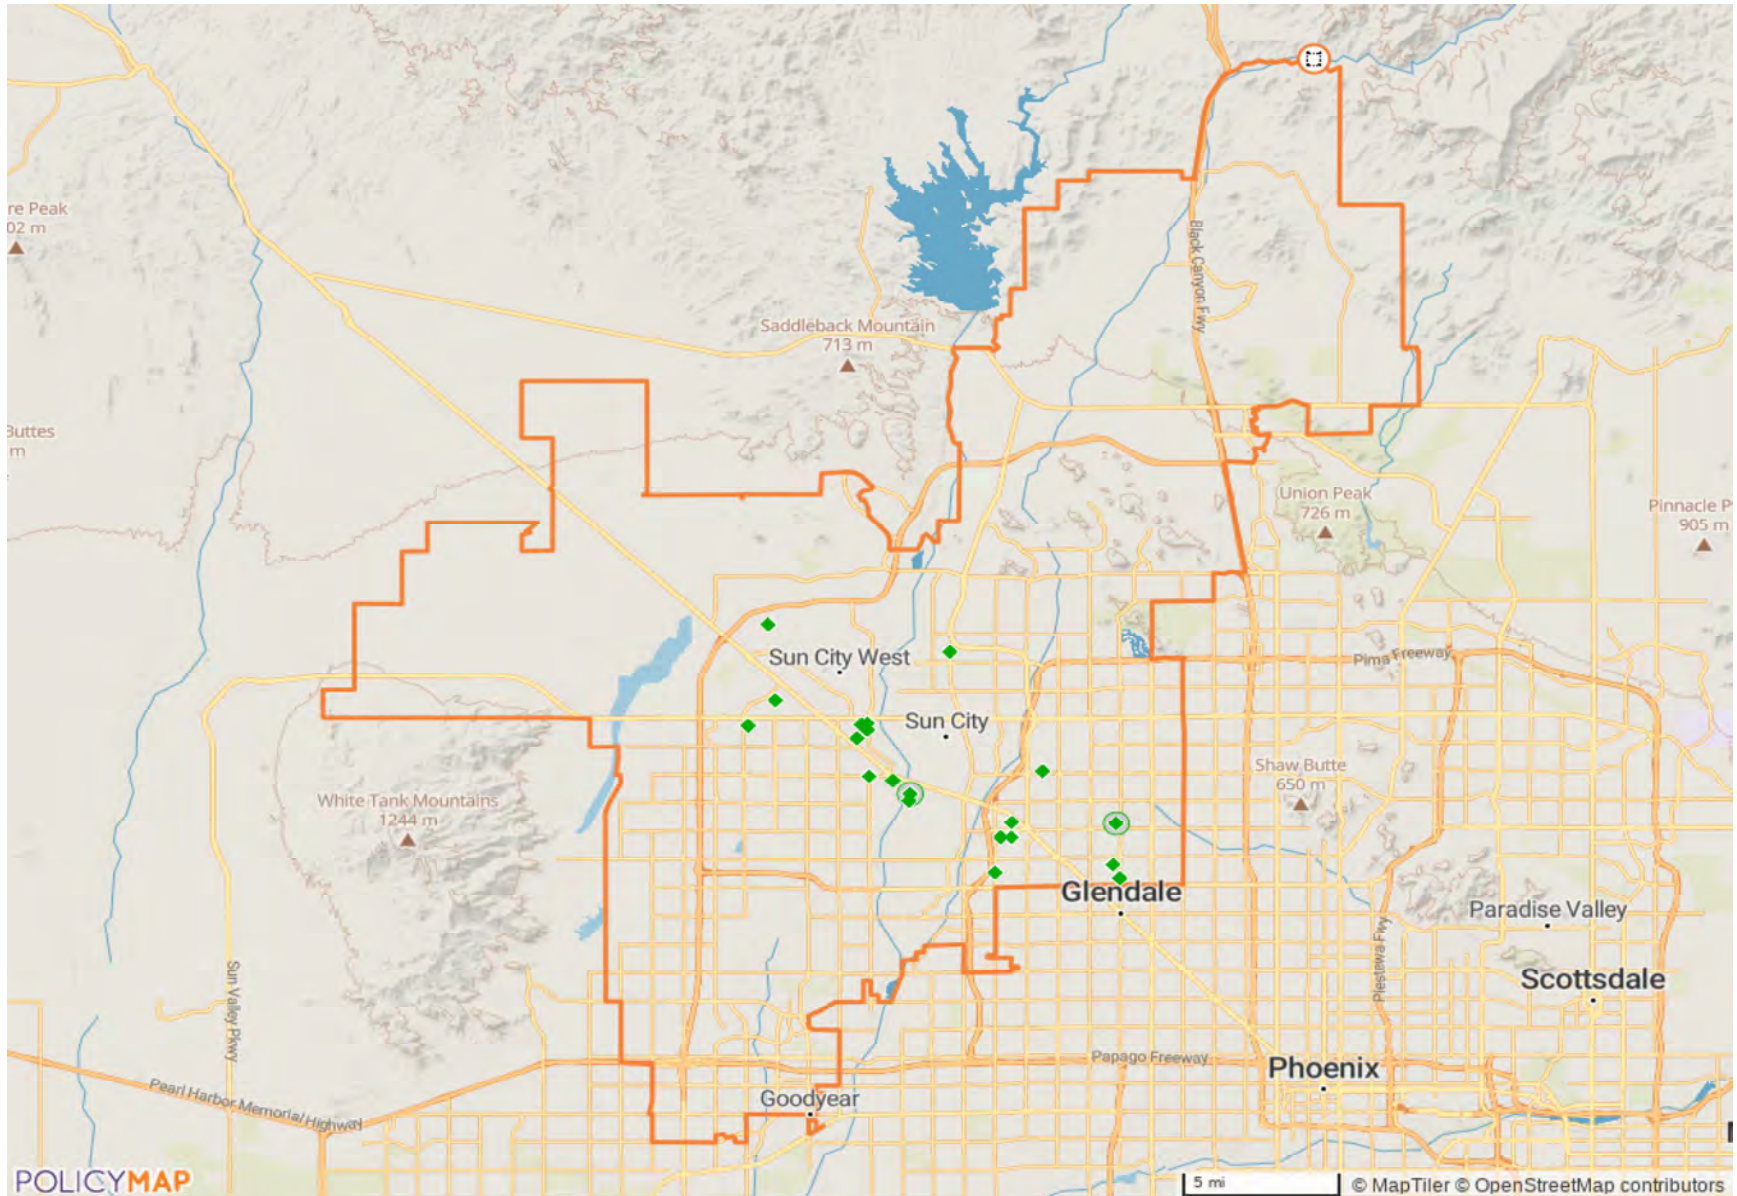 re Peak
02 m
Black Canyon Fwy
Saddleback Mountain
713 m
Buttes
m
Union Peak
726 m
Pinnacle P
905 m
Sun City West
Pima Freeway
Sun City
Shaw Butte
650 m
White Tank Mountains
1244 m
Glendale
Paradise Valley
Piestewa Fwy
Scottsdale
Sun Valley Pkwy
Papago Freeway
Phoenix
Pearl Harbor Memorial Highway
Goodyear
POLICYMAP
5 mi
© MapTiler © OpenStreetMap contributors